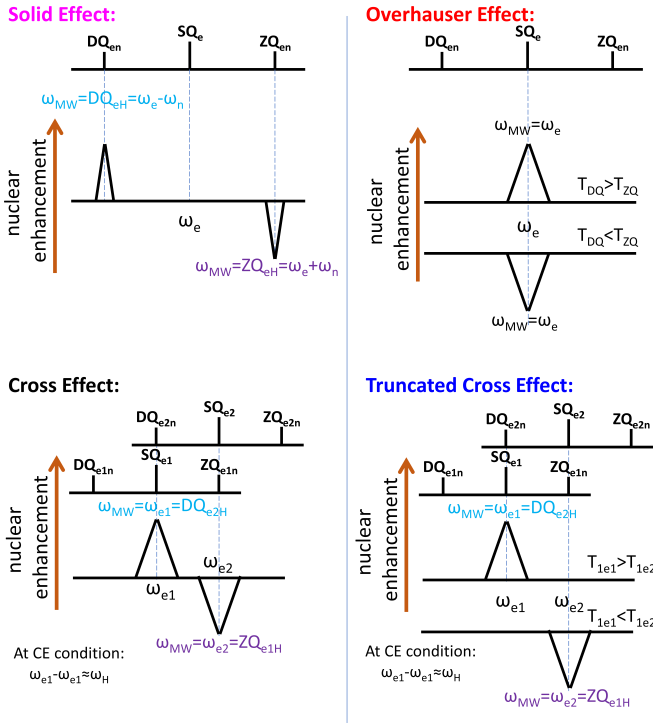 Solid Effect:
DQen
SQe
ZQen
ωMW=DQeH=ωe-ωn
nuclear
enhancement
ωe
ωMW=ZQeH=ωe+ωn
Overhauser Effect:
DQen
SQe
ZQen
ωMW=ωe
nuclear
enhancement
TDQ>TZQ
ωe
TDQ<TZQ
ωMW=ωe
Cross Effect:
DQe2n
SQe2
ZQe2n
DQe1n
SQe1
ZQe1n
ωMW=ωe1=DQe2H
nuclear
enhancement
ωe2
ωe1
ωMW=ωe2=ZQe1H
At CE condition:
ωe1-ωe1≈ωH
Truncated Cross Effect:
DQe2n
SQe2
ZQe2n
DQe1n
SQe1
ZQe1n
ωMW=ωe1=DQe2H
nuclear
enhancement
T1e1>T1e2
ωe1
ωe2
T1e1<T1e2
At CE condition:
ωe1-ωe1≈ωH
ωMW=ωe2=ZQe1H